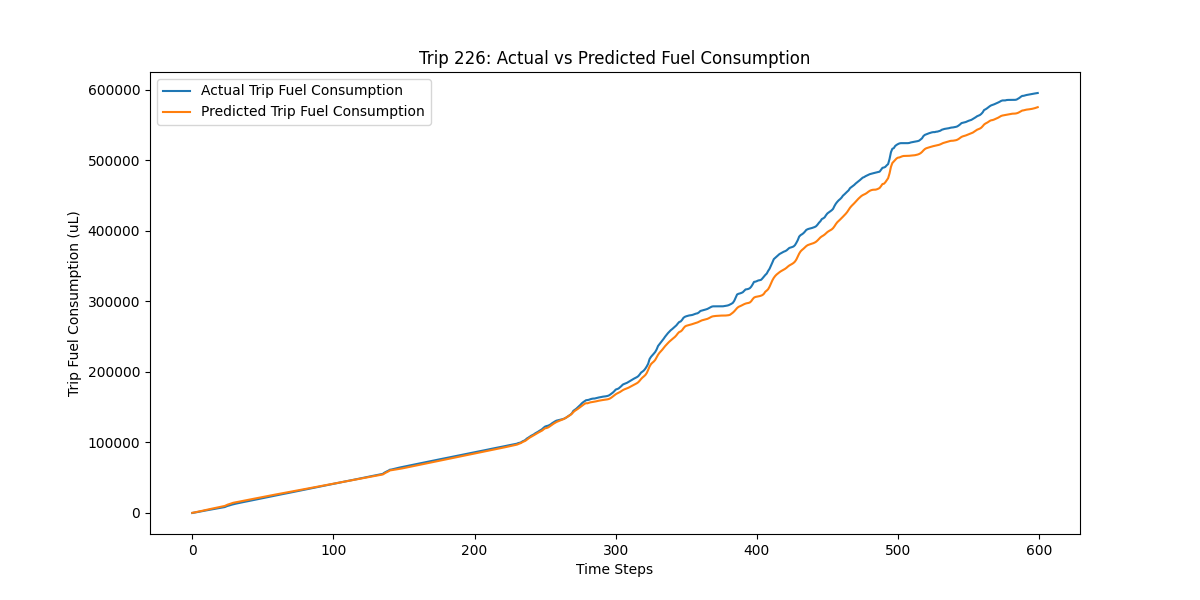 Trip 226: Actual vs Predicted Fuel Consumption
Actual Trip Fuel Consumption
Predicted Trip Fuel Consumption
600000
500000
400000
300000
200000
100000
0
Trip Fuel Consumption (uL)
0 100 200 300 400 500 600
Time Steps